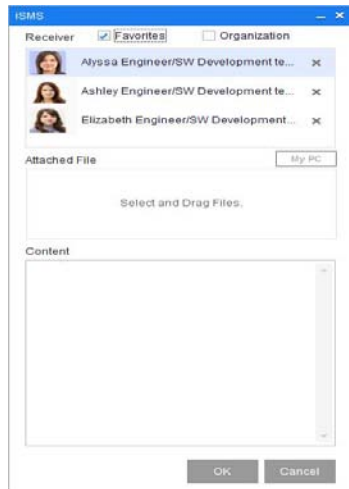 iSMS
Receiver Favorites Organization
Alyssa Engineer/SW Development te...
Ashley Engineer/SW Development te...
Elizabeth Engineer/SW Development...
Attached File My PC
Select and Drag Files.
Content
OK Cancel